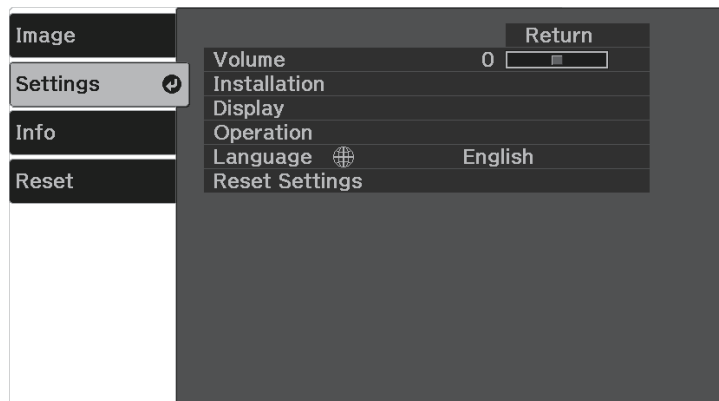 Image
Settings
Info
Reset
Return
Volume 0
Installation
Display
Operation
Language English
Reset Settings